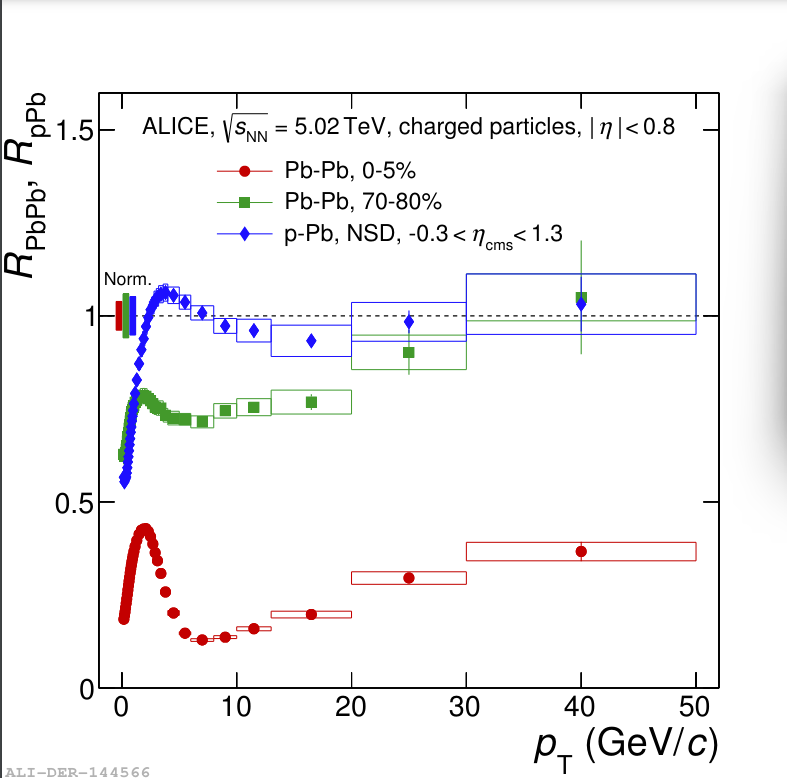 R_PbPb, R_pPb
1.5
1
0.5
0
ALICE, √s_NN = 5.02 TeV, charged particles, | η | < 0.8
Pb-Pb, 0-5%
Pb-Pb, 70-80%
p-Pb, NSD, -0.3 < η_cms < 1.3
Norm.
0 10 20 30 40 50
p_T (GeV/c)
ALI-DER-144566